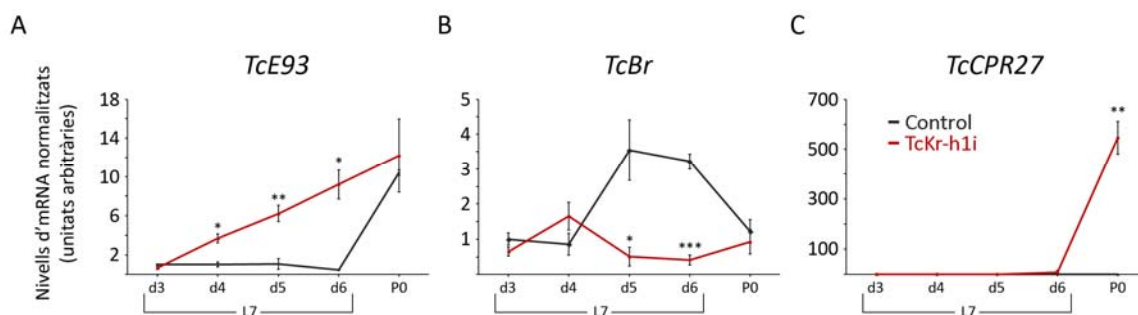 A
B
C
TcE93
TcBr
TcCPR27
Nivells d'mRNA normalitzats
(unitats arbitràries)
18
14
10
6
2
*
**
*
d3
d4
d5
d6
P0
L7
5
4
3
2
1
*
***
d3
d4
d5
d6
P0
L7
700
500
300
100
Control
TcKr-h1i
**
d3
d4
d5
d6
P0
L7